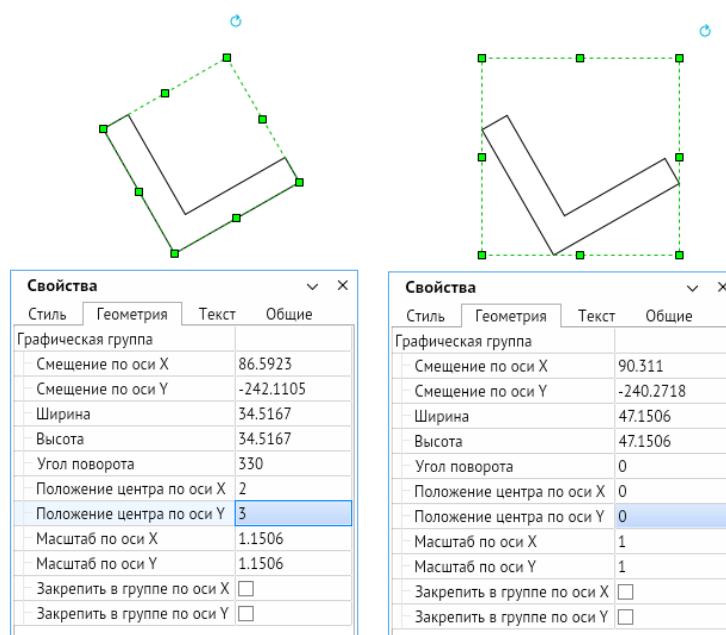 Свойства
Стиль Геометрия Текст Общие
Графическая группа
Смещение по оси X 86.5923
Смещение по оси Y -242.1105
Ширина 34.5167
Высота 34.5167
Угол поворота 330
Положение центра по оси X 2
Положение центра по оси Y 3
Масштаб по оси X 1.1506
Масштаб по оси Y 1.1506
Закрепить в группе по оси X
Закрепить в группе по оси Y
Свойства
Стиль Геометрия Текст Общие
Графическая группа
Смещение по оси X 90.311
Смещение по оси Y -240.2718
Ширина 47.1506
Высота 47.1506
Угол поворота 0
Положение центра по оси X 0
Положение центра по оси Y 0
Масштаб по оси X 1
Масштаб по оси Y 1
Закрепить в группе по оси X
Закрепить в группе по оси Y